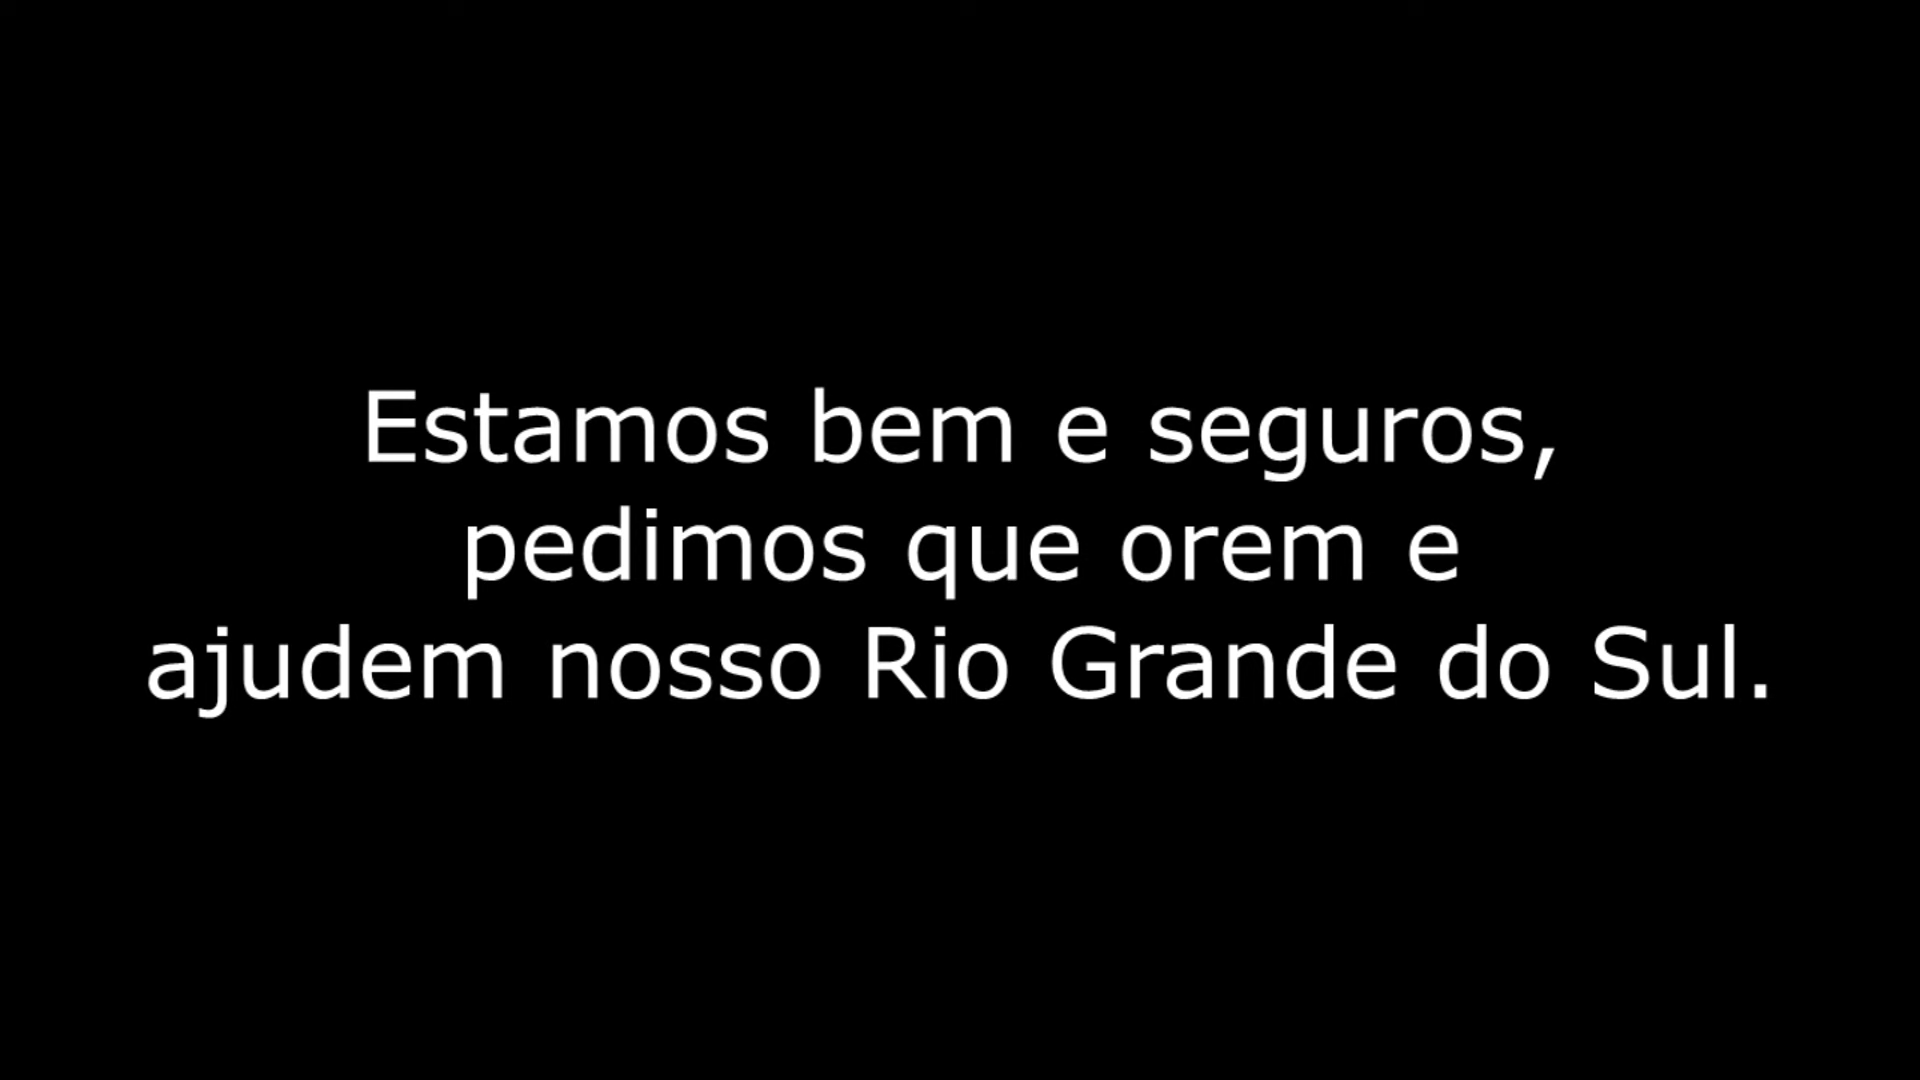 Estamos bem e seguros,
pedimos que orem e
ajudem nosso Rio Grande do Sul.